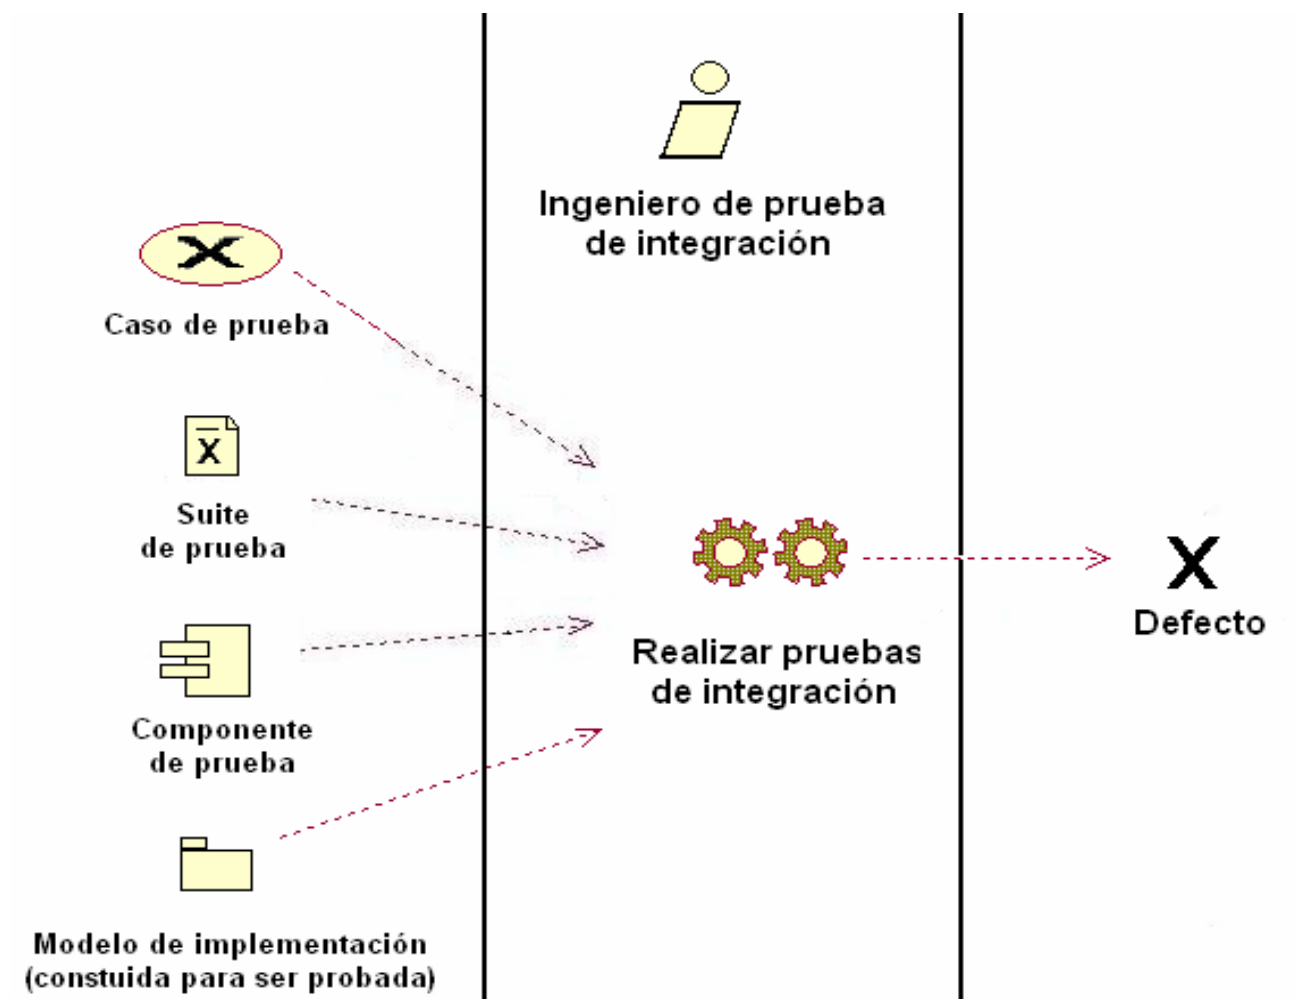 Ingeniero de prueba
de integración
X
Caso de prueba
X
Suite
de prueba
Componente
de prueba
Modelo de implementación
(constuida para ser probada)
Realizar pruebas
de integración
X
Defecto